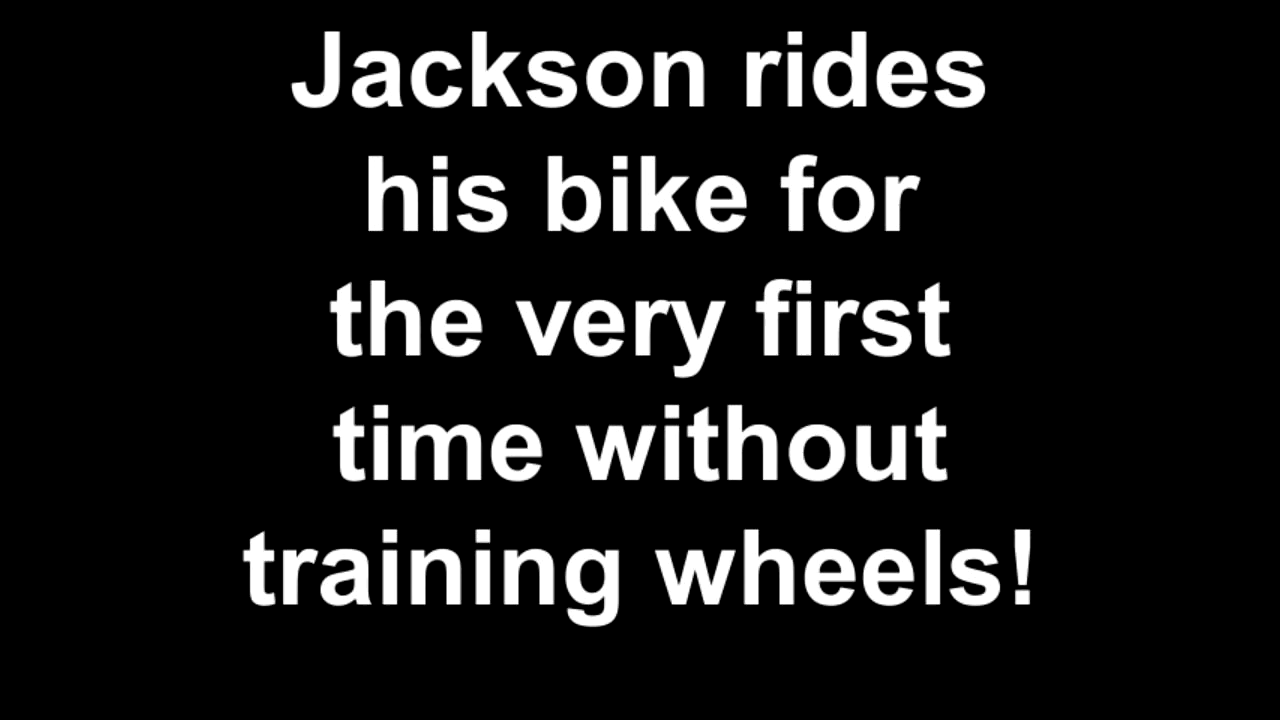 Jackson rides
his bike for
the very first
time without
training wheels!